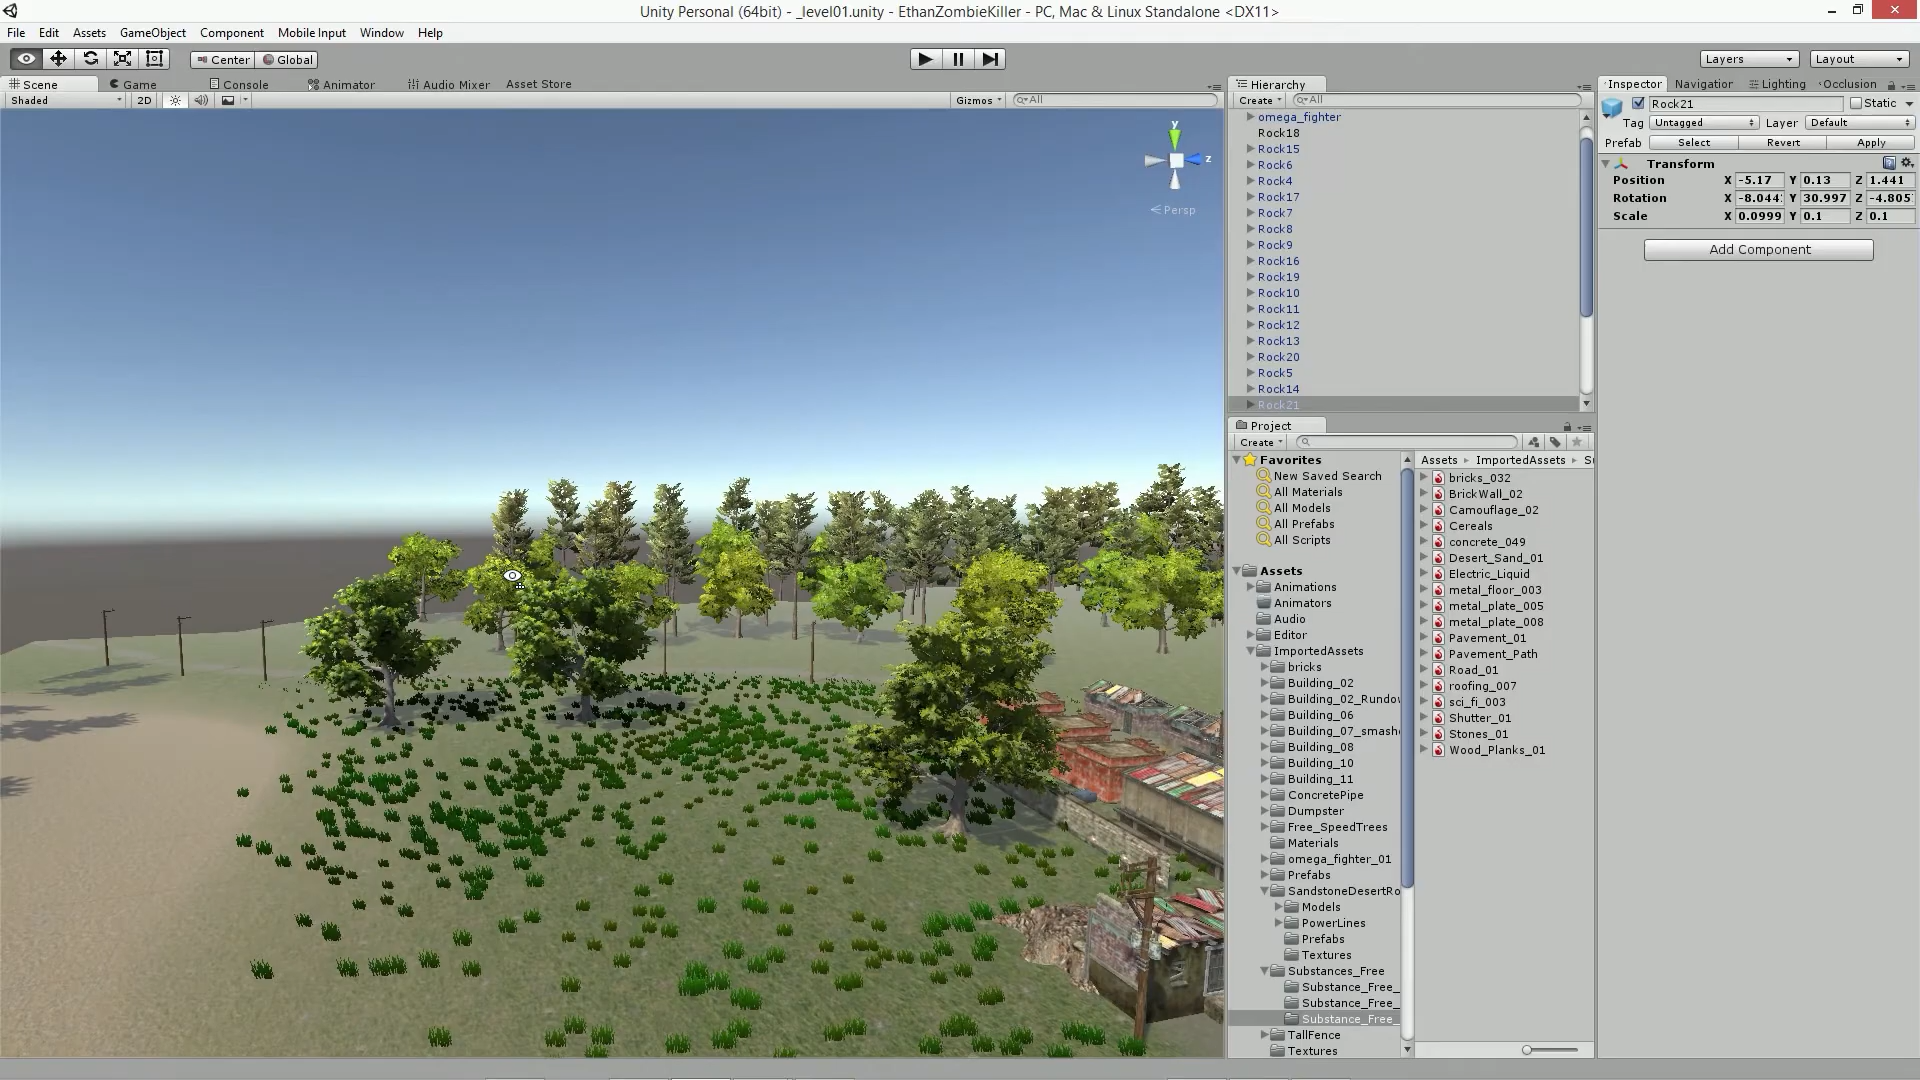 Unity Personal (64bit) - _level01.unity - EthanZombieKiller - PC, Mac & Linux Standalone <DX11>
File Edit Assets GameObject Component Mobile Input Window Help
Center Global
Layers Layout
Scene Game Console Animator Audio Mixer Asset Store
Shaded 2D Gizmos All
y
z
Persp
Hierarchy
Create All
omega_fighter
Rock18
Rock15
Rock6
Rock4
Rock17
Rock7
Rock8
Rock9
Rock16
Rock19
Rock10
Rock11
Rock12
Rock13
Rock20
Rock5
Rock14
Rock21
Project
Create
Favorites
New Saved Search
All Materials
All Models
All Prefabs
All Scripts
Assets
Animations
Animators
Audio
Editor
ImportedAssets
bricks
Building_02
Building_02_Rundo
Building_06
Building_07_smash
Building_08
Building_10
Building_11
ConcretePipe
Dumpster
Free_SpeedTrees
Materials
omega_fighter_01
Prefabs
SandstoneDesertRo
Models
PowerLines
Prefabs
Textures
Substances_Free
Substance_Free_
Substance_Free_
Substance_Free_
TallFence
Textures
Assets ImportedAssets
bricks_032
BrickWall_02
Camouflage_02
Cereals
concrete_049
Desert_Sand_01
Electric_Liquid
metal_floor_003
metal_plate_005
metal_plate_008
Pavement_01
Pavement_Path
Road_01
roofing_007
sci_fi_003
Shutter_01
Stones_01
Wood_Planks_01
Inspector Navigation Lighting Occlusion
Rock21 Static
Tag Untagged Layer Default
Prefab Select Revert Apply
Transform
Position X -5.17 Y 0.13 Z 1.441
Rotation X -8.044 Y 30.997 Z -4.805
Scale X 0.0999 Y 0.1 Z 0.1
Add Component